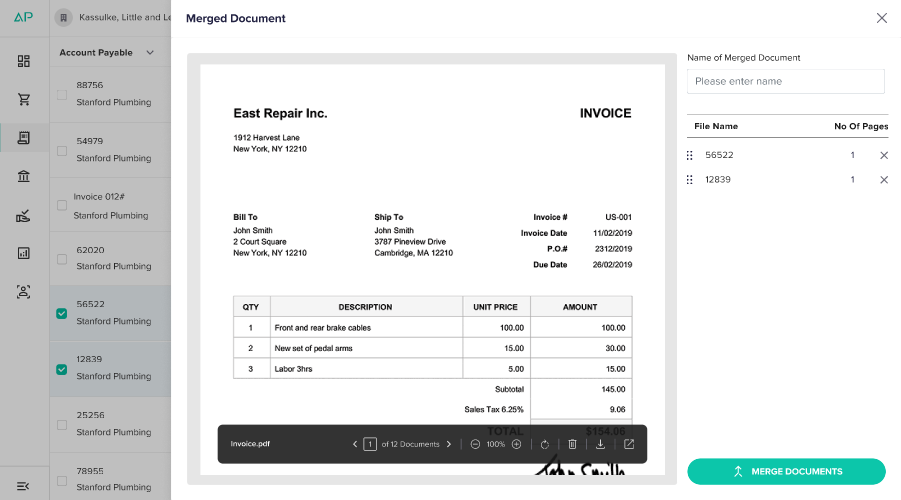 AP
Kassulke, Little and Le
Account Payable
88756
Stanford Plumbing
54979
Stanford Plumbing
Invoice 012#
Stanford Plumbing
62020
Stanford Plumbing
56522
Stanford Plumbing
12839
Stanford Plumbing
25256
Stanford Plumbing
78955
Stanford Plumbing
Merged Document
East Repair Inc. INVOICE
1912 Harvest Lane
New York, NY 12210
Bill To Ship To Invoice # US-001
John Smith John Smith Invoice Date 11/02/2019
2 Court Square 3787 Pineview Drive P.O.# 2312/2019
New York, NY 12210 Cambridge, MA 12210 Due Date 26/02/2019
QTY DESCRIPTION UNIT PRICE AMOUNT
1 Front and rear brake cables 100.00 100.00
2 New set of pedal arms 15.00 30.00
3 Labor 3hrs 5.00 15.00
Subtotal 145.00
Sales Tax 6.25% 9.06
TOTAL $154.06
Invoice.pdf 1 of 12 Documents 100%
John Smith
Name of Merged Document
Please enter name
File Name No Of Pages
56522 1
12839 1
MERGE DOCUMENTS